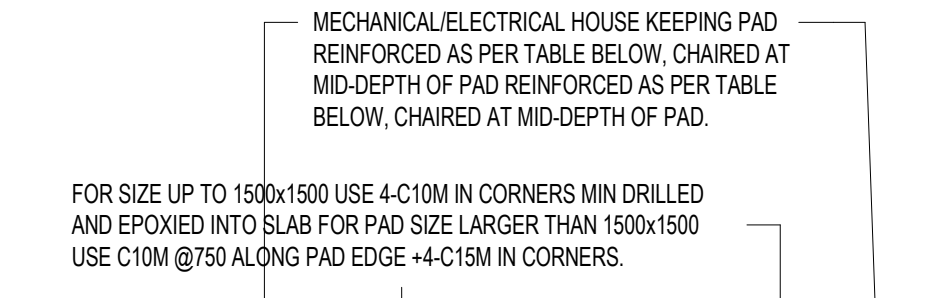 MECHANICAL/ELECTRICAL HOUSE KEEPING PAD
REINFORCED AS PER TABLE BELOW, CHAIRED AT
MID-DEPTH OF PAD REINFORCED AS PER TABLE
BELOW, CHAIRED AT MID-DEPTH OF PAD.
FOR SIZE UP TO 1500x1500 USE 4-C10M IN CORNERS MIN DRILLED
AND EPOXIED INTO SLAB FOR PAD SIZE LARGER THAN 1500x1500
USE C10M @750 ALONG PAD EDGE +4-C15M IN CORNERS.